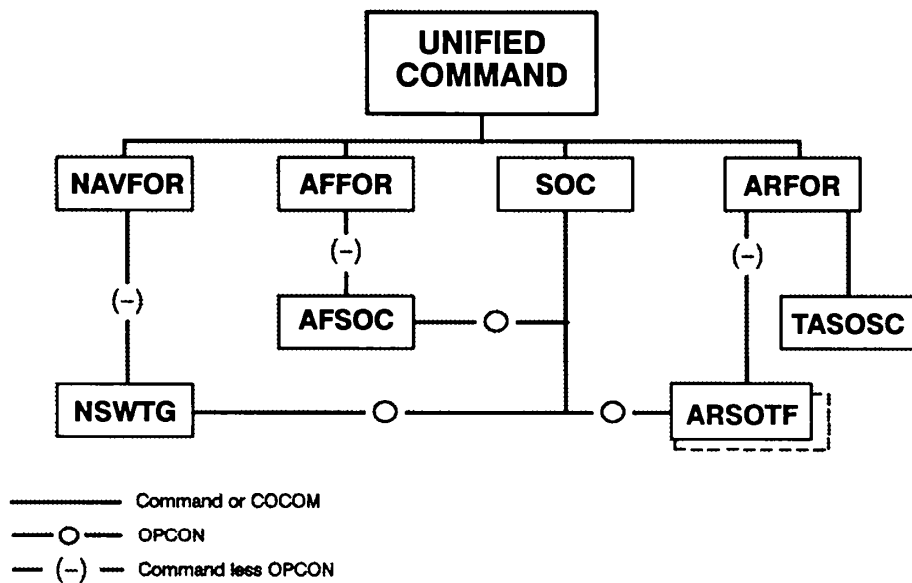 UNIFIED
COMMAND
NAVFOR
AFFOR
SOC
ARFOR
(–)
(–)
(–)
AFSOC
TASOSC
NSWTG
ARSOTF
Command or COCOM
OPCON
(–) Command less OPCON